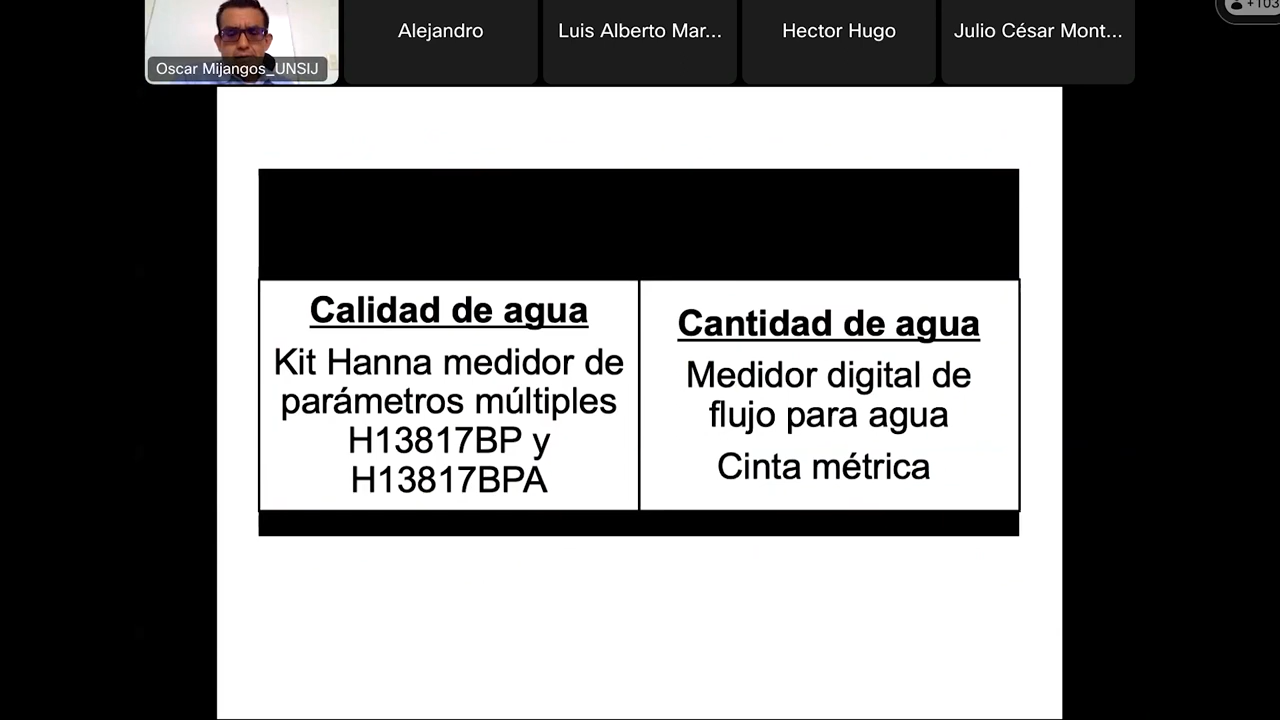 Oscar Mijangos_UNSIJ
Alejandro
Luis Alberto Mar...
Hector Hugo
Julio César Mont...
+103
Calidad de agua
Kit Hanna medidor de
parámetros múltiples
H13817BP y
H13817BPA
Cantidad de agua
Medidor digital de
flujo para agua
Cinta métrica